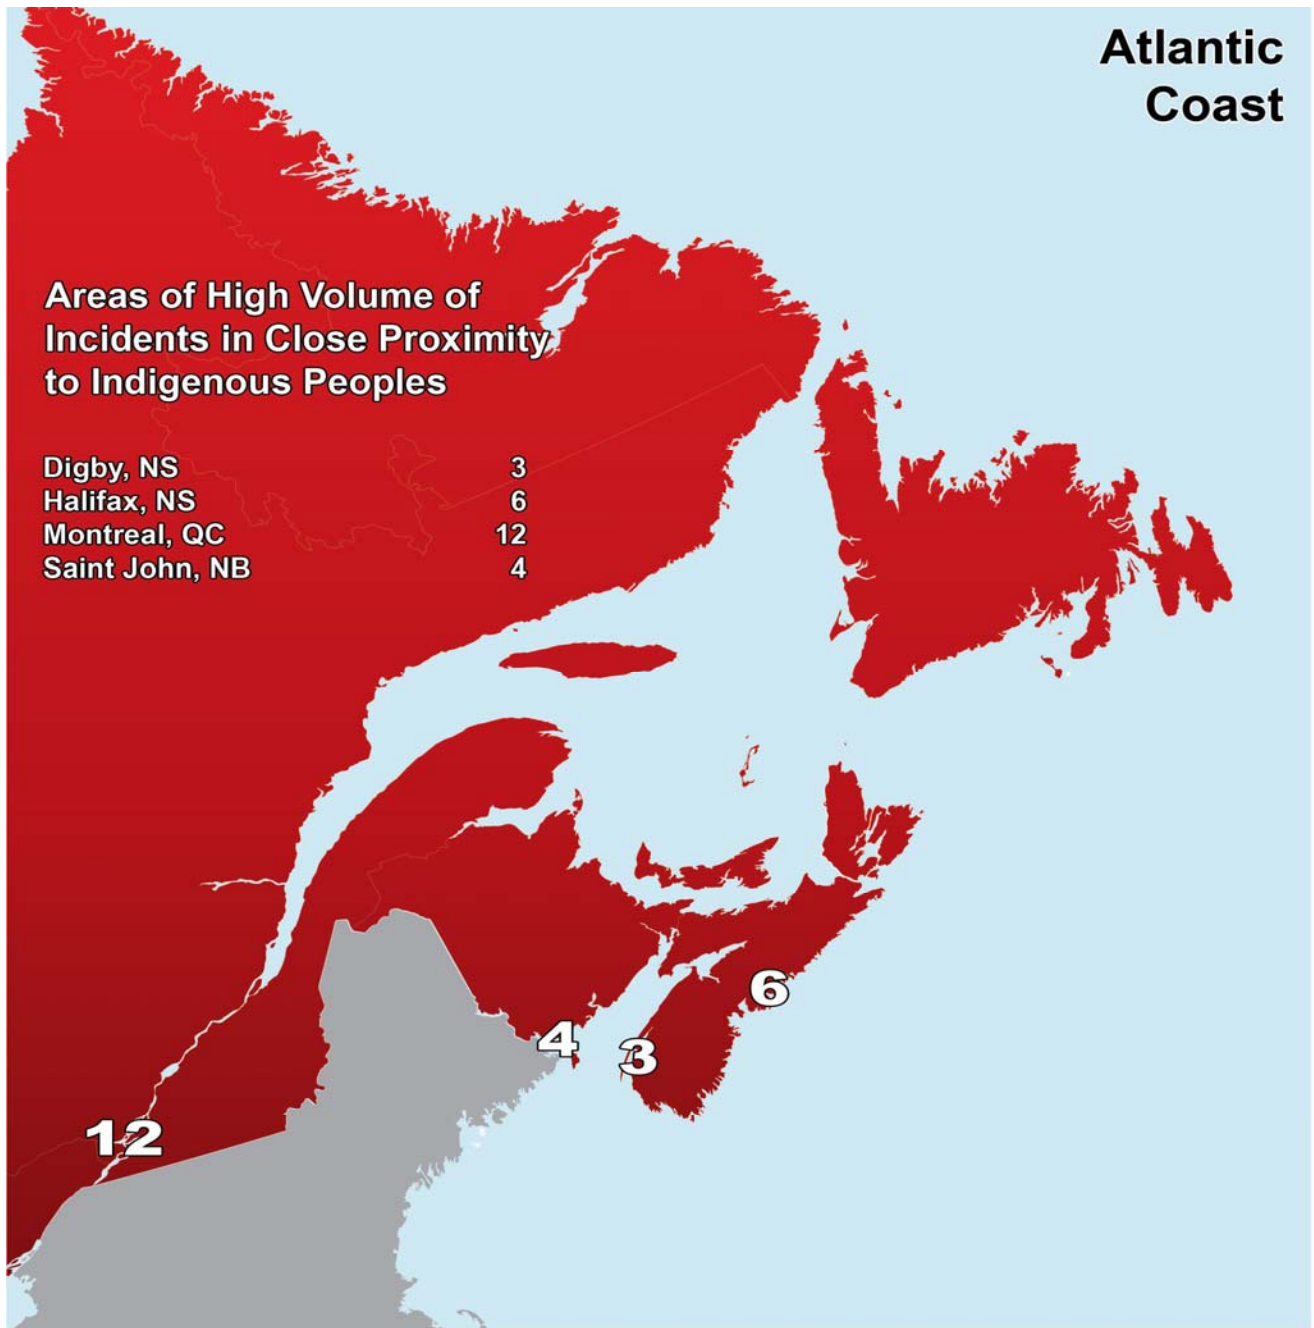 Atlantic
Coast
Areas of High Volume of
Incidents in Close Proximity
to Indigenous Peoples
Digby, NS 3
Halifax, NS 6
Montreal, QC 12
Saint John, NB 4
6
4
3
12